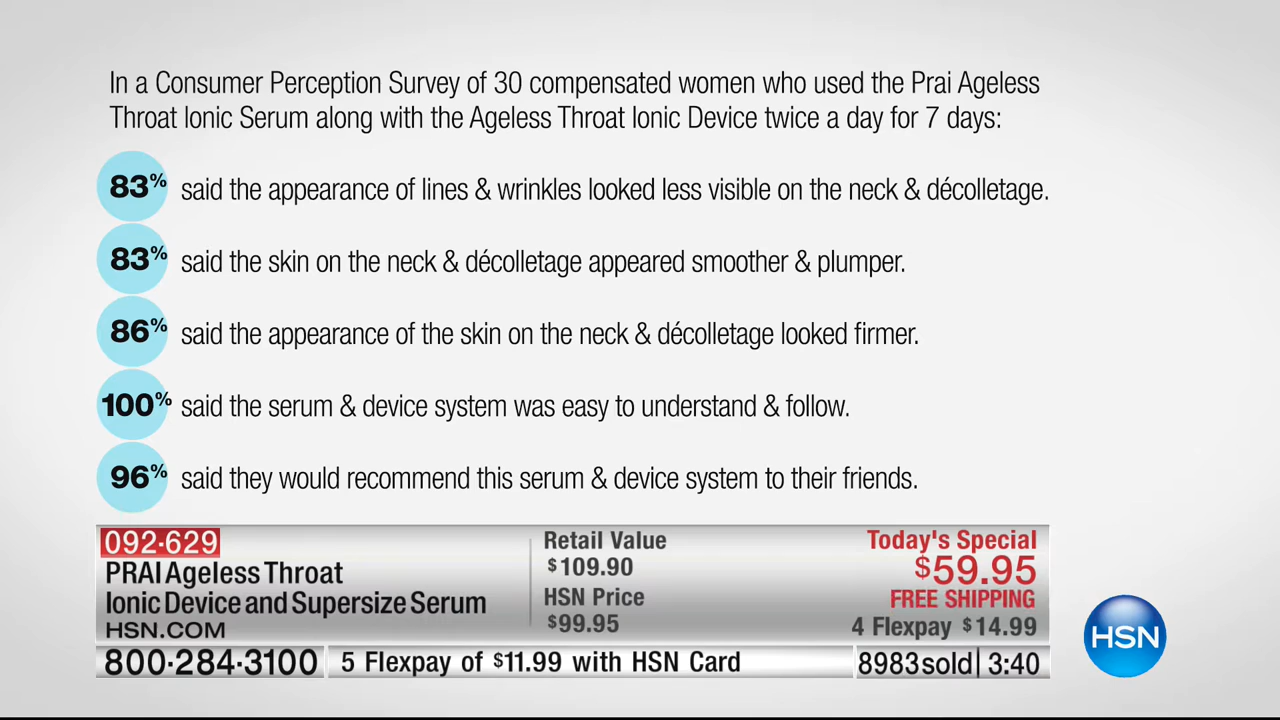 In a Consumer Perception Survey of 30 compensated women who used the Prai Ageless
Throat Ionic Serum along with the Ageless Throat Ionic Device twice a day for 7 days:
83% said the appearance of lines & wrinkles looked less visible on the neck & décolletage.
83% said the skin on the neck & décolletage appeared smoother & plumper.
86% said the appearance of the skin on the neck & décolletage looked firmer.
100% said the serum & device system was easy to understand & follow.
96% said they would recommend this serum & device system to their friends.
092·629
PRAI Ageless Throat
Ionic Device and Supersize Serum
HSN.COM
Retail Value
$109.90
HSN Price
$99.95
Today's Special
$59.95
FREE SHIPPING
4 Flexpay $14.99
800·284·3100
5 Flexpay of $11.99 with HSN Card
8983sold 3:40
HSN